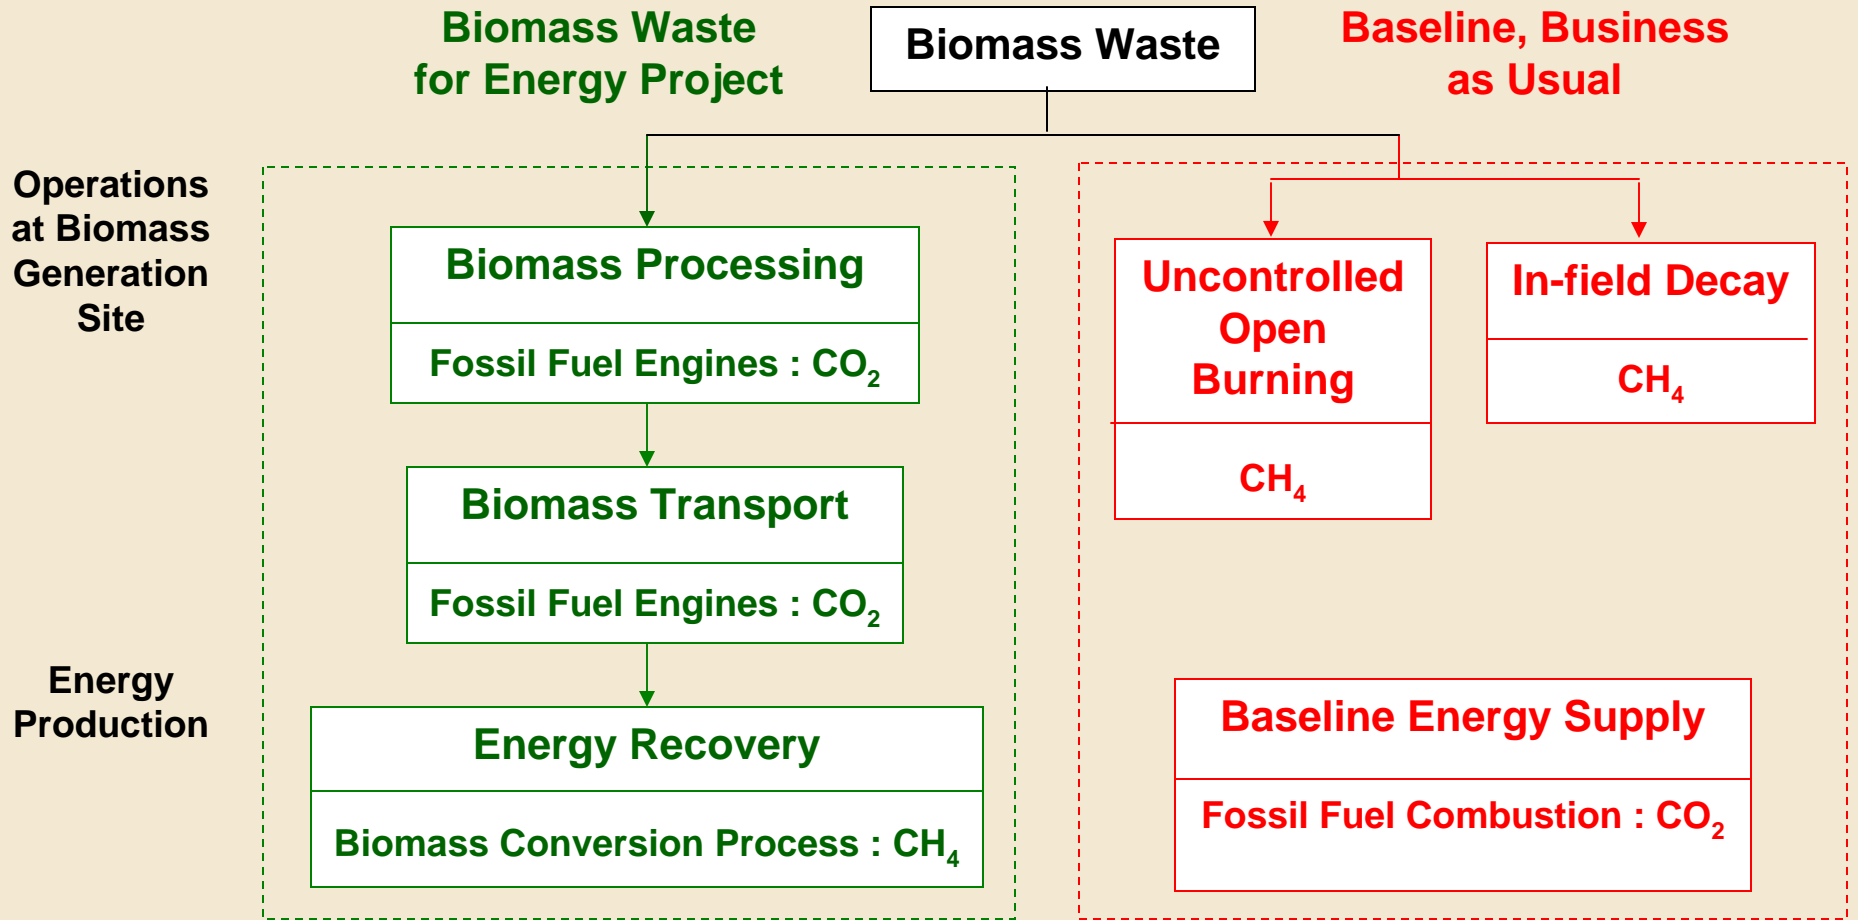 Biomass Waste
for Energy Project
Biomass Waste
Baseline, Business
as Usual
Operations
at Biomass
Generation
Site
Biomass Processing
Fossil Fuel Engines : CO₂
Biomass Transport
Fossil Fuel Engines : CO₂
Uncontrolled
Open
Burning
CH₄
In-field Decay
CH₄
Energy
Production
Energy Recovery
Biomass Conversion Process : CH₄
Baseline Energy Supply
Fossil Fuel Combustion : CO₂